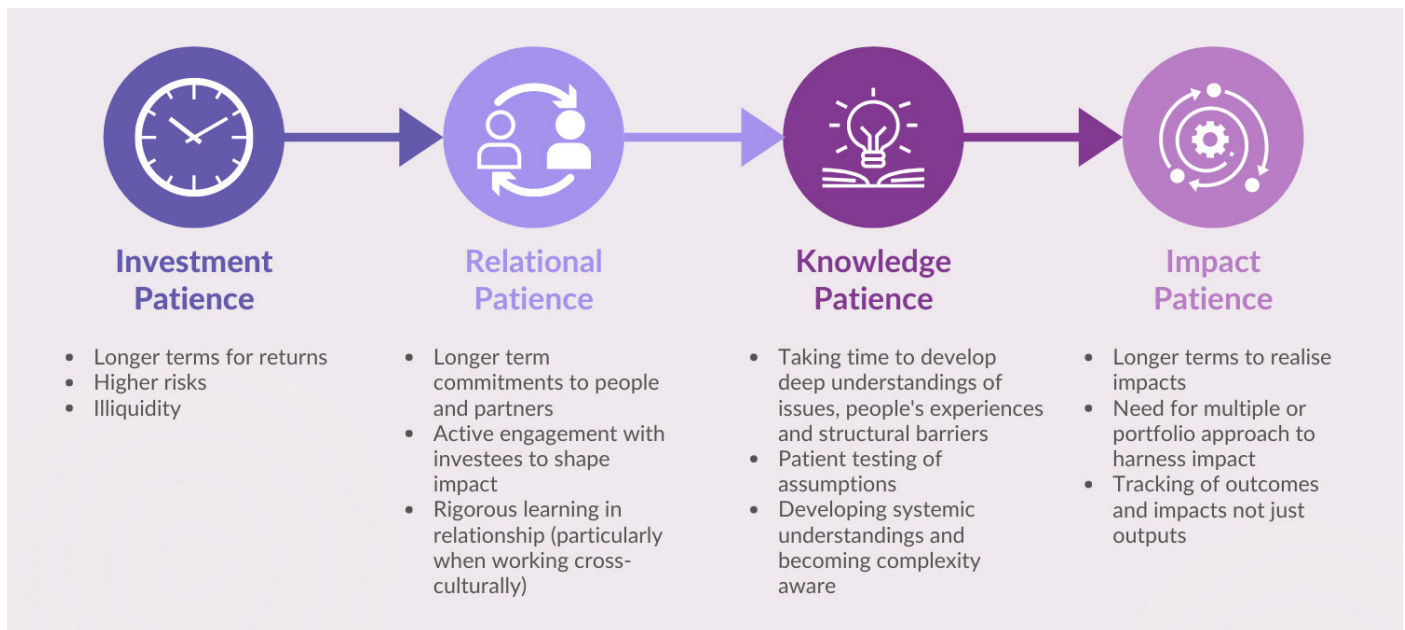 Investment
Patience
• Longer terms for returns
• Higher risks
• Illiquidity
Relational
Patience
• Longer term
commitments to people
and partners
• Active engagement with
investees to shape
impact
• Rigorous learning in
relationship (particularly
when working cross-
culturally)
Knowledge
Patience
• Taking time to develop
deep understandings of
issues, people's experiences
and structural barriers
• Patient testing of
assumptions
• Developing systemic
understandings and
becoming complexity
aware
Impact
Patience
• Longer terms to realise
impacts
• Need for multiple or
portfolio approach to
harness impact
• Tracking of outcomes
and impacts not just
outputs